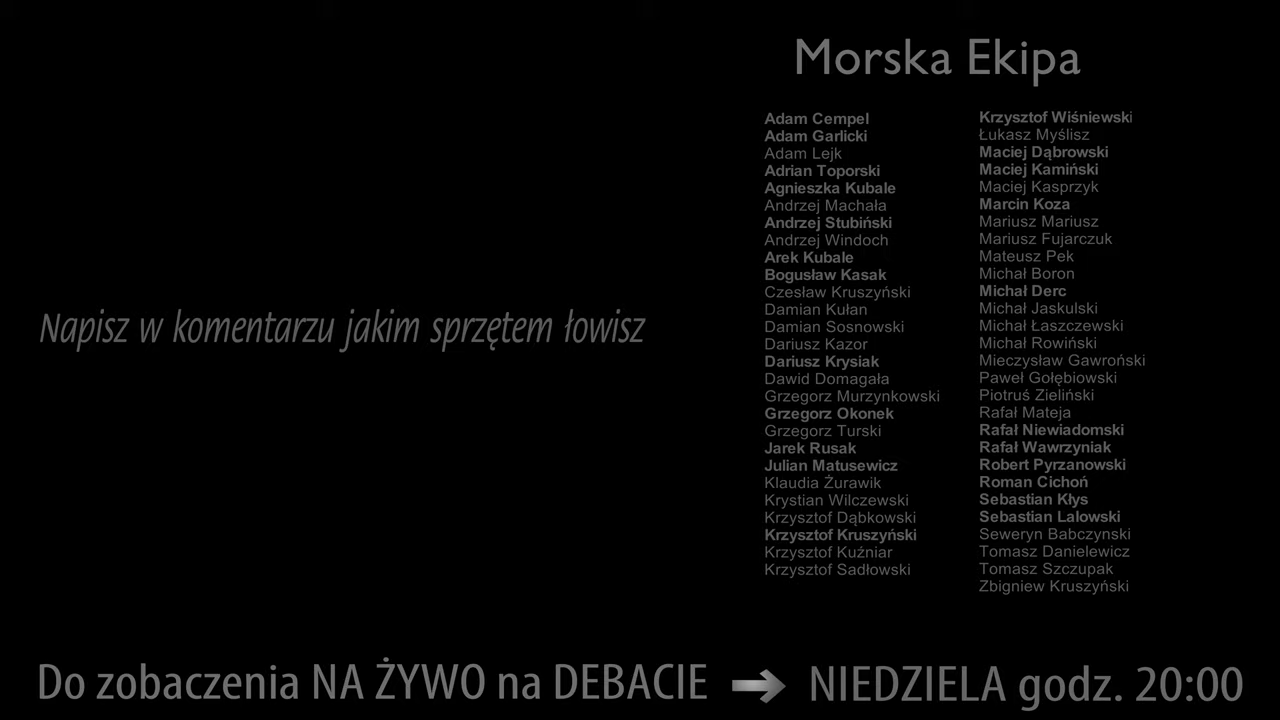 Morska Ekipa
Adam Cempel
Adam Garlicki
Adam Lejk
Adrian Toporski
Agnieszka Kubale
Andrzej Machała
Andrzej Stubiński
Andrzej Windoch
Arek Kubale
Bogusław Kasak
Czesław Kruszyński
Damian Kułan
Damian Sosnowski
Dariusz Kazor
Dariusz Krysiak
Dawid Domagała
Grzegorz Murzynkowski
Grzegorz Okonek
Grzegorz Turski
Jarek Rusak
Julian Matusewicz
Klaudia Żurawik
Krystian Wilczewski
Krzysztof Dąbkowski
Krzysztof Kruszyński
Krzysztof Kuźniar
Krzysztof Sadłowski
Krzysztof Wiśniewski
Łukasz Myślisz
Maciej Dąbrowski
Maciej Kamiński
Maciej Kasprzyk
Marcin Koza
Mariusz Mariusz
Mariusz Fujarczuk
Mateusz Pek
Michał Boron
Michał Derc
Michał Jaskulski
Michał Łaszczewski
Michał Rowiński
Mieczysław Gawroński
Paweł Gołębiowski
Piotruś Zieliński
Rafał Mateja
Rafał Niewiadomski
Rafał Wawrzyniak
Robert Pyrzanowski
Roman Cichoń
Sebastian Kłys
Sebastian Lalowski
Seweryn Babczynski
Tomasz Danielewicz
Tomasz Szczupak
Zbigniew Kruszyński
Napisz w komentarzu jakim sprzętem łowisz
Do zobaczenia NA ŻYWO na DEBACIE → NIEDZIELA godz. 20:00